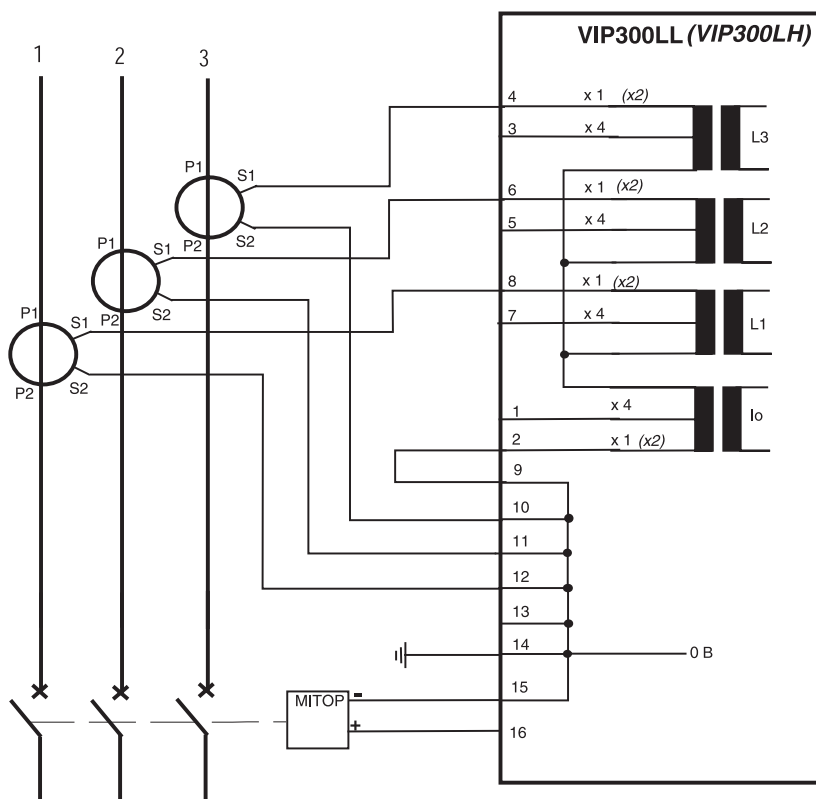 VIP300LL (VIP300LH)
1 2 3
4 x 1 (x2)
3 x 4
L3
P1 S1
P2 S2
6 x 1 (x2)
5 x 4
L2
P1 S1
P2 S2
8 x 1 (x2)
7 x 4
L1
P1 S1
P2 S2
1 x 4
Io
2 x 1 (x2)
9
10
11
12
13
14 0 B
15
MITOP -
+
16